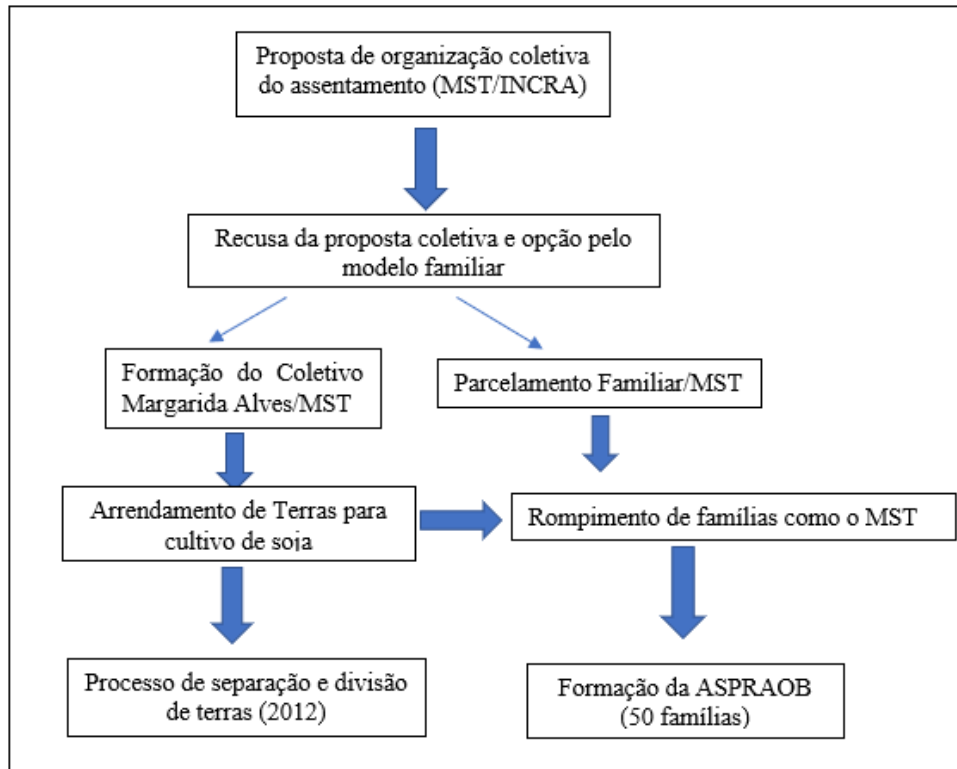 Proposta de organização coletiva
do assentamento (MST/INCRA)
Recusa da proposta coletiva e opção pelo
modelo familiar
Formação do Coletivo
Margarida Alves/MST
Parcelamento Familiar/MST
Arrendamento de Terras para
cultivo de soja
Rompimento de famílias como o MST
Processo de separação e divisão
de terras (2012)
Formação da ASPRAOB
(50 famílias)